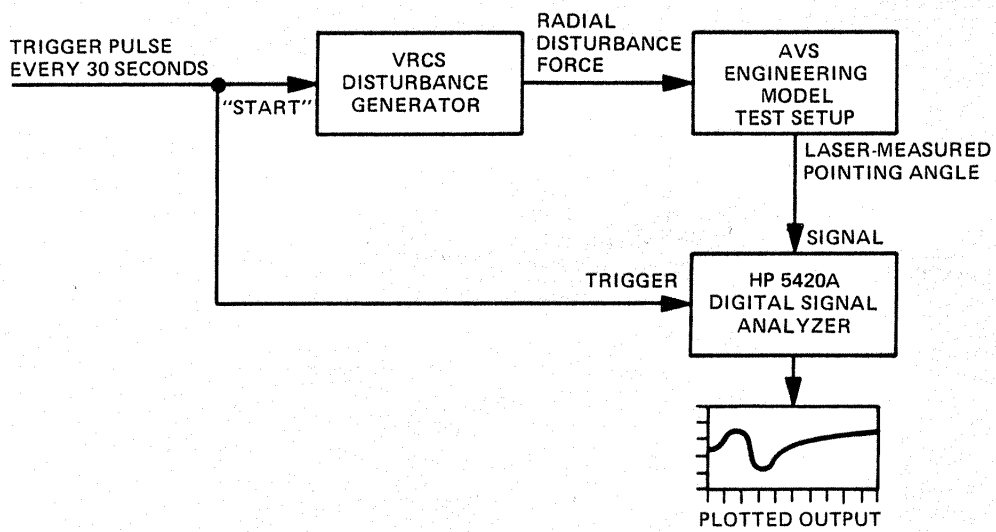 TRIGGER PULSE
EVERY 30 SECONDS
"START"
VRCS
DISTURBANCE
GENERATOR
RADIAL
DISTURBANCE
FORCE
AVS
ENGINEERING
MODEL
TEST SETUP
LASER-MEASURED
POINTING ANGLE
SIGNAL
TRIGGER
HP 5420A
DIGITAL SIGNAL
ANALYZER
PLOTTED OUTPUT